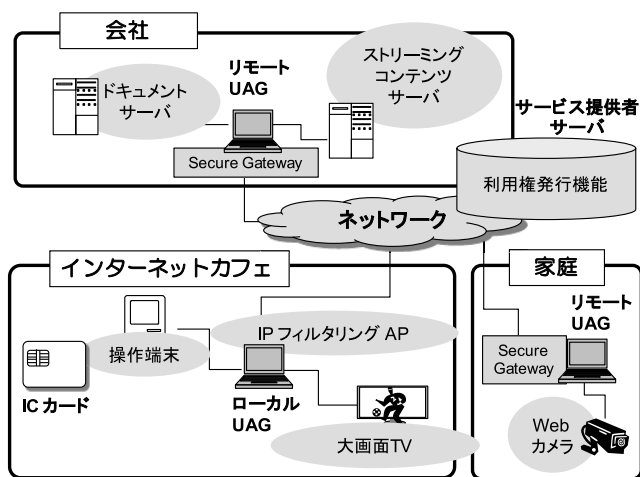 会社
ドキュメント
サーバ
リモート
UAG
ストリーミング
コンテンツ
サーバ
Secure Gateway
サービス提供者
サーバ
利用権発行機能
ネットワーク
インターネットカフェ
操作端末
IP フィルタリング AP
IC カード
ローカル
UAG
大画面TV
家庭
リモート
UAG
Secure
Gateway
Web
カメラ